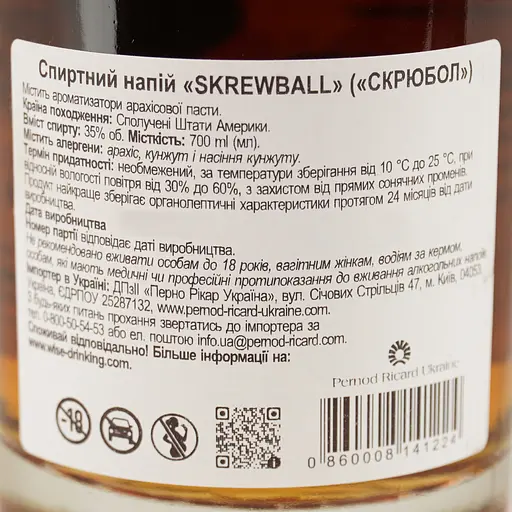 Спиртний напій «SKREWBALL» («СКРЮБОЛ»)
Містить ароматизатори арахісової пасти.
Країна походження: Сполучені Штати Америки.
Вміст спирту: 35% об. Місткість: 700 ml (мл).
Містить алергени: арахіс, кунжут і насіння кунжуту.
Термін придатності: необмежений, за температури зберігання від 10 °С до 25 °С, при
відносній вологості повітря від 30% до 60%, з захистом від прямих сонячних променів.
Продукт найкраще зберігає органолептичні характеристики протягом 24 місяців від дати
виробництва.
Дата виробництва
Номер партії відповідає даті виробництва.
Не рекомендовано вживати особам до 18 років, вагітним жінкам, водіям за кермом,
особам, які мають медичні чи професійні протипоказання до вживання алкогольних напоїв.
Імпортер в Україні: ДПзІІ «Перно Рікар Україна», вул. Січових Стрільців 47, м. Київ, 04053,
Україна, ЄДРПОУ 25287132, www.pernod-ricard-ukraine.com.
З будь-яких питань прохання звертатись до імпортера за
тел. 0-800-50-54-53 або ел. поштою info.ua@pernod-ricard.com.
Споживай відповідально! Більше інформації на:
www.wise-drinking.com.
Pernod Ricard Ukraine
-18
0 860008 141224